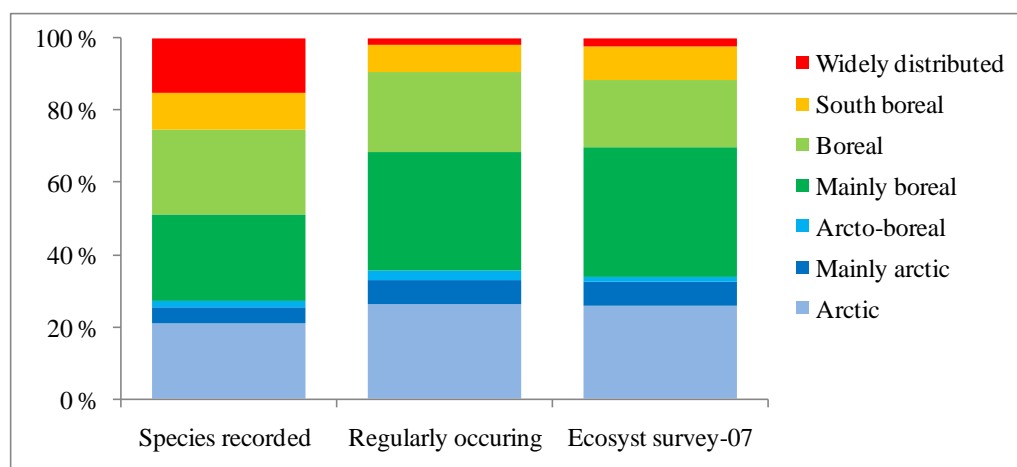 100 %
80 %
60 %
40 %
20 %
0 %
Species recorded
Regularly occuring
Ecosyst survey-07
Widely distributed
South boreal
Boreal
Mainly boreal
Arcto-boreal
Mainly arctic
Arctic